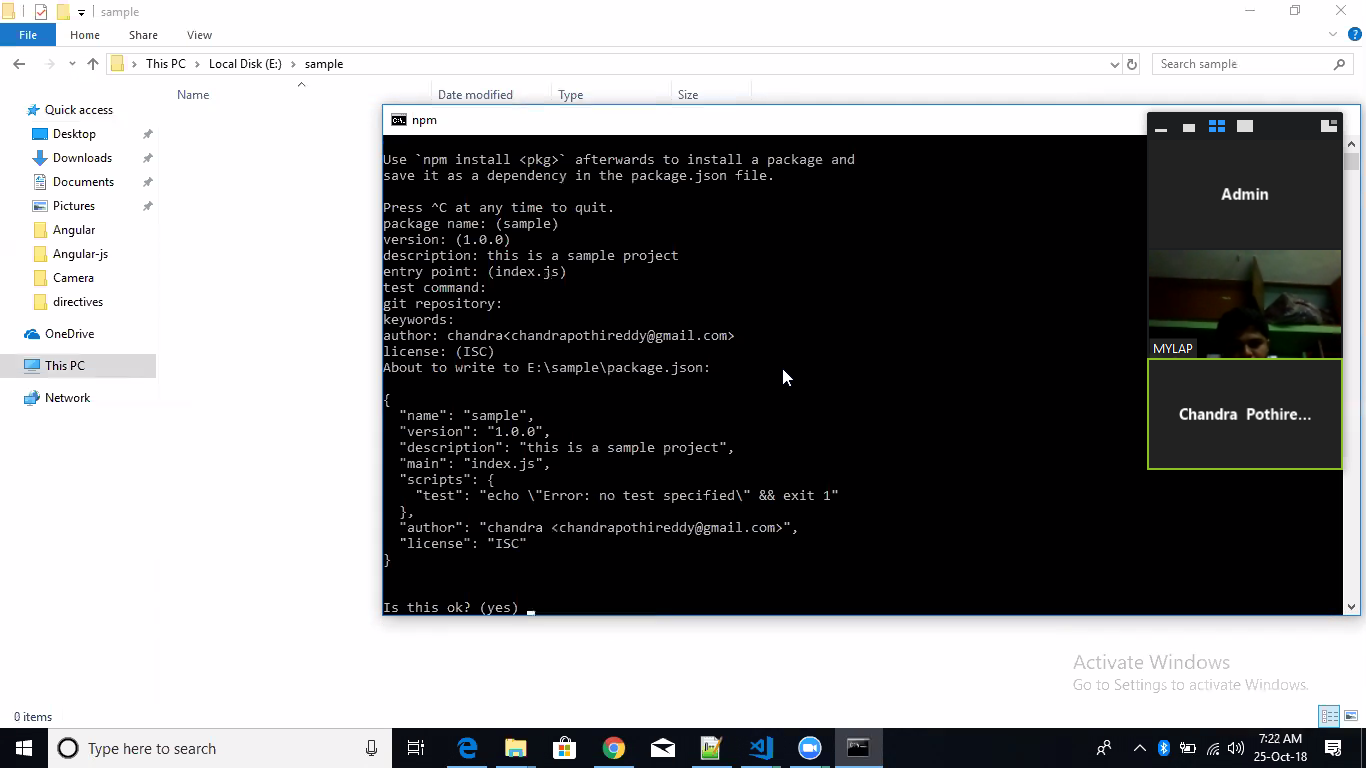 sample
File
Home
Share
View
This PC
Local Disk (E:)
sample
Search sample
Name
Date modified
Type
Size
Quick access
Desktop
Downloads
Documents
Pictures
Angular
Angular-js
Camera
directives
OneDrive
This PC
Network
npm
Use `npm install <pkg>` afterwards to install a package and
save it as a dependency in the package.json file.
Press ^C at any time to quit.
package name: (sample)
version: (1.0.0)
description: this is a sample project
entry point: (index.js)
test command:
git repository:
keywords:
author: chandra<chandrapothireddy@gmail.com>
license: (ISC)
About to write to E:\sample\package.json:
{
"name": "sample",
"version": "1.0.0",
"description": "this is a sample project",
"main": "index.js",
"scripts": {
"test": "echo \"Error: no test specified\" && exit 1"
},
"author": "chandra <chandrapothireddy@gmail.com>",
"license": "ISC"
}
Is this ok? (yes)
Admin
MYLAP
Chandra Pothire...
Activate Windows
Go to Settings to activate Windows.
0 items
Type here to search
7:22 AM
25-Oct-18